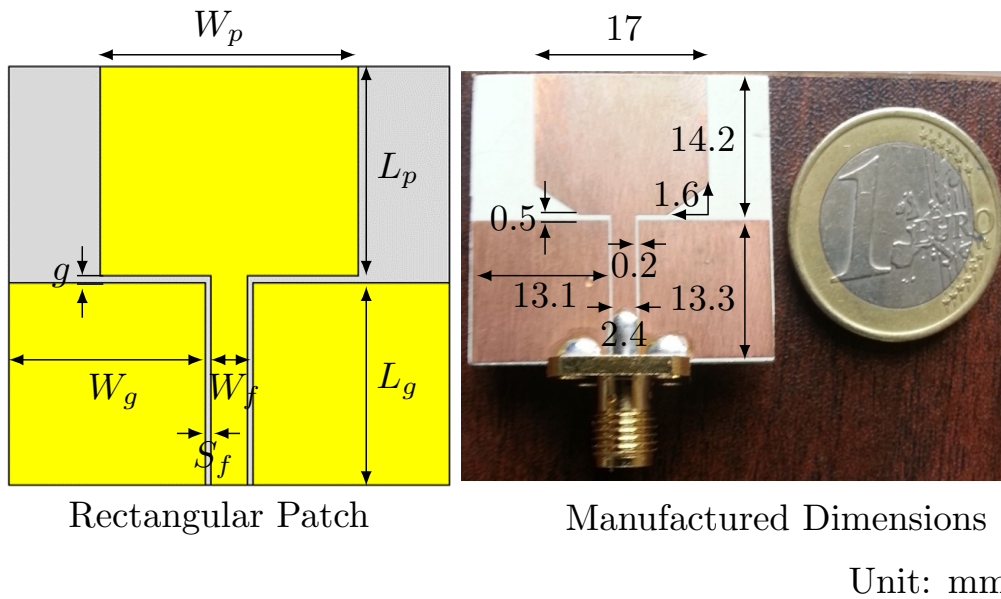 W_p
17
L_p
14.2
1.6
0.5
g
0.2
13.1
13.3
W_g
W_f
L_g
2.4
S_f
1
EURO
Rectangular Patch
Manufactured Dimensions
Unit: mm